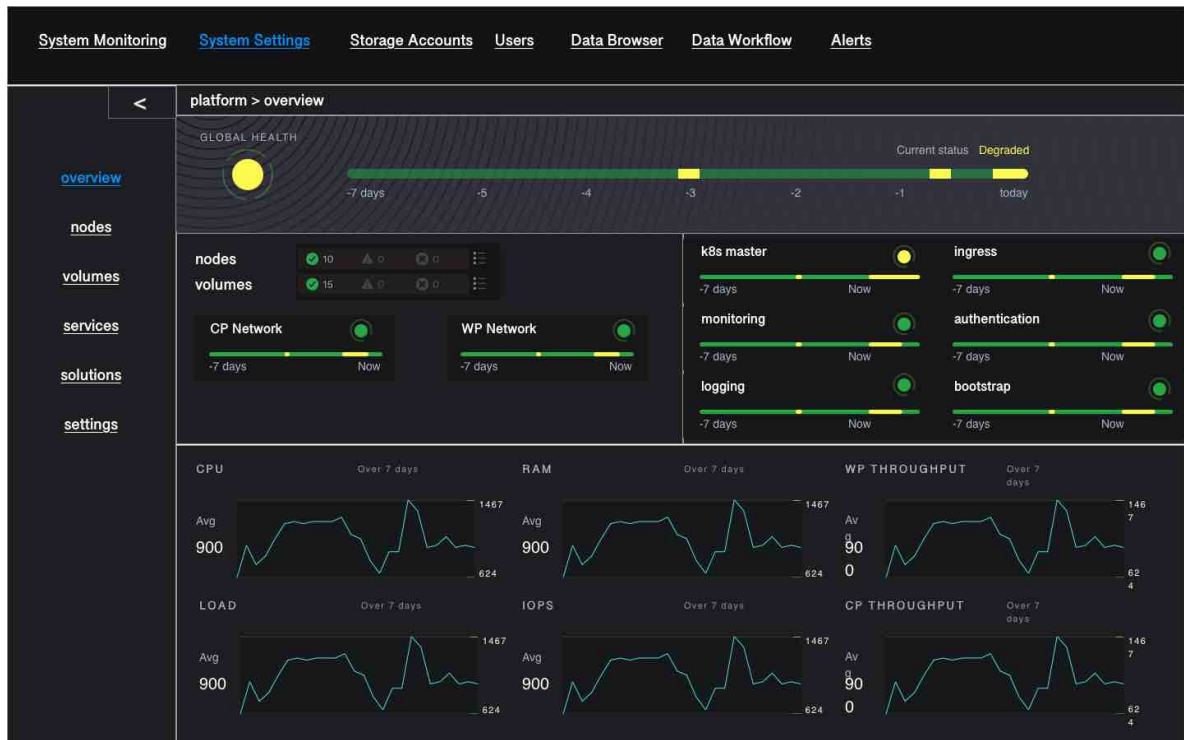 System Monitoring System Settings Storage Accounts Users Data Browser Data Workflow Alerts
<
platform > overview
overview
nodes
volumes
services
solutions
settings
GLOBAL HEALTH
Current status Degraded
-7 days -5 -4 -3 -2 -1 today
nodes 10 0 0
volumes 15 0 0
CP Network
-7 days Now
WP Network
-7 days Now
k8s master
-7 days Now
ingress
-7 days Now
monitoring
-7 days Now
authentication
-7 days Now
logging
-7 days Now
bootstrap
-7 days Now
CPU Over 7 days
1467
Avg
900
624
RAM Over 7 days
1467
Avg
900
624
WP THROUGHPUT Over 7
days
146
7
Av
g
90
0
62
4
LOAD Over 7 days
1467
Avg
900
624
IOPS Over 7 days
1467
Avg
900
624
CP THROUGHPUT Over 7
days
146
7
Av
g
90
0
62
4